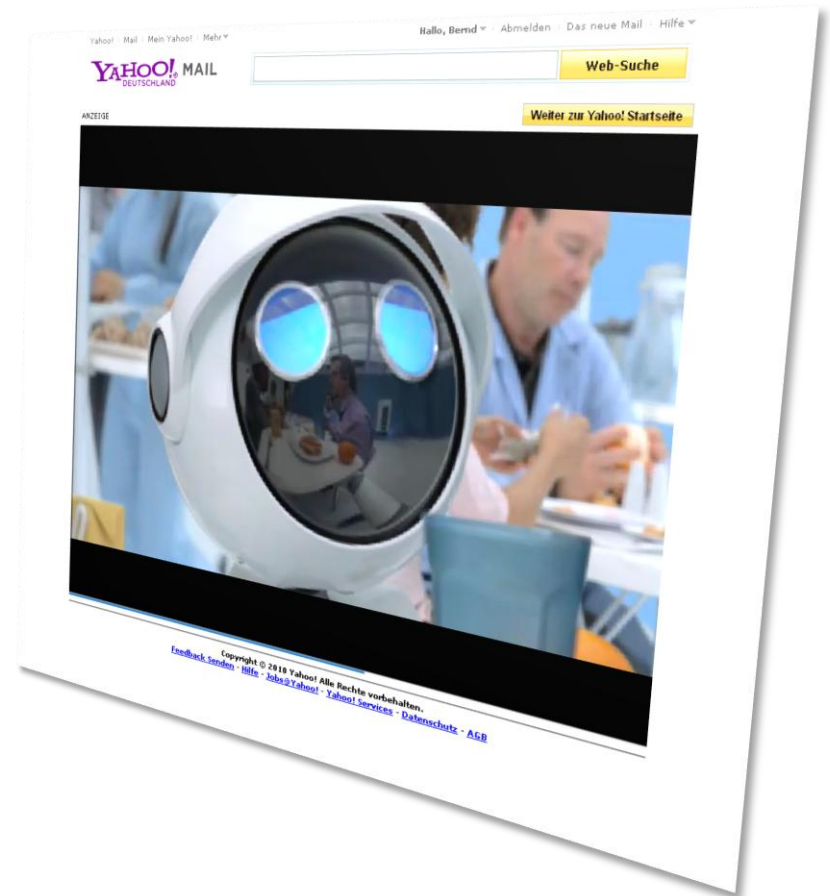 Yahoo! Mail Mein Yahoo! Mehr
Hallo, Bernd Abmelden Das neue Mail Hilfe
YAHOO! MAIL
DEUTSCHLAND
Web-Suche
ANZEIGE
Weiter zur Yahoo! Startseite
Copyright © 2010 Yahoo! Alle Rechte vorbehalten.
Feedback Senden - Hilfe - Jobs@Yahoo! - Yahoo! Services - Datenschutz - AGB